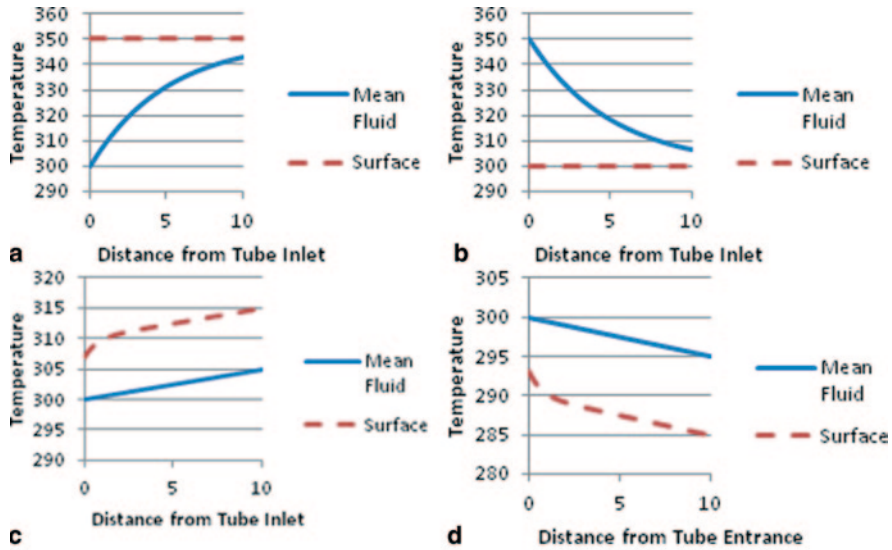 360
350
340
330
320
310
300
290
Temperature
0 5 10
Distance from Tube Inlet
Mean
Fluid
Surface
a
360
350
340
330
320
310
300
290
Temperature
0 5 10
Distance from Tube Inlet
Mean
Fluid
Surface
b
320
315
310
305
300
295
290
Temperature
0 5 10
Distance from Tube Inlet
Mean
Fluid
Surface
c
305
300
295
290
285
280
Temperature
0 5 10
Distance from Tube Entrance
Mean
Fluid
Surface
d